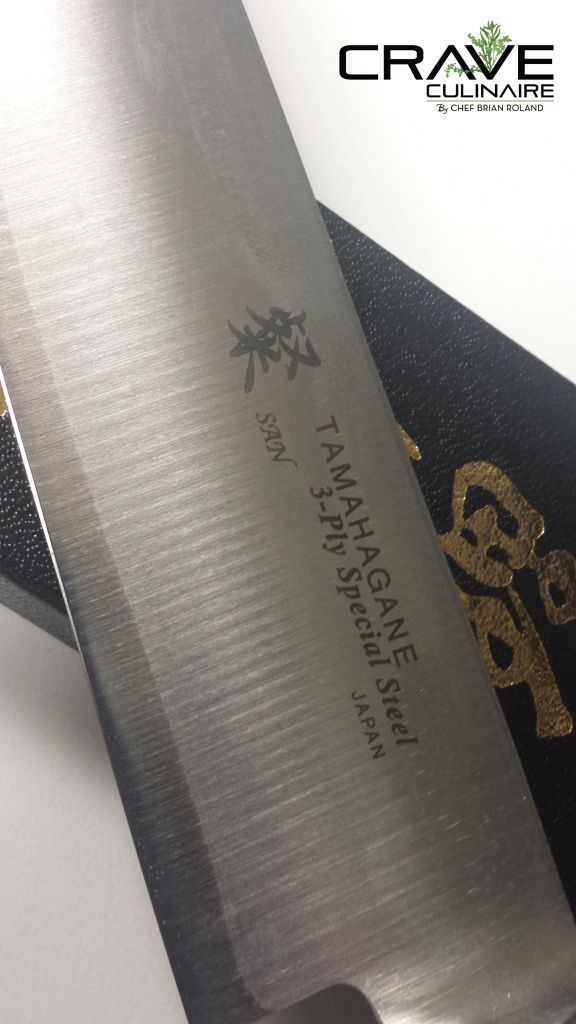 CRAVE
CULINAIRE
By CHEF BRIAN ROLAND
SAN
TAMAHAGANE
3-Ply Special Steel
JAPAN